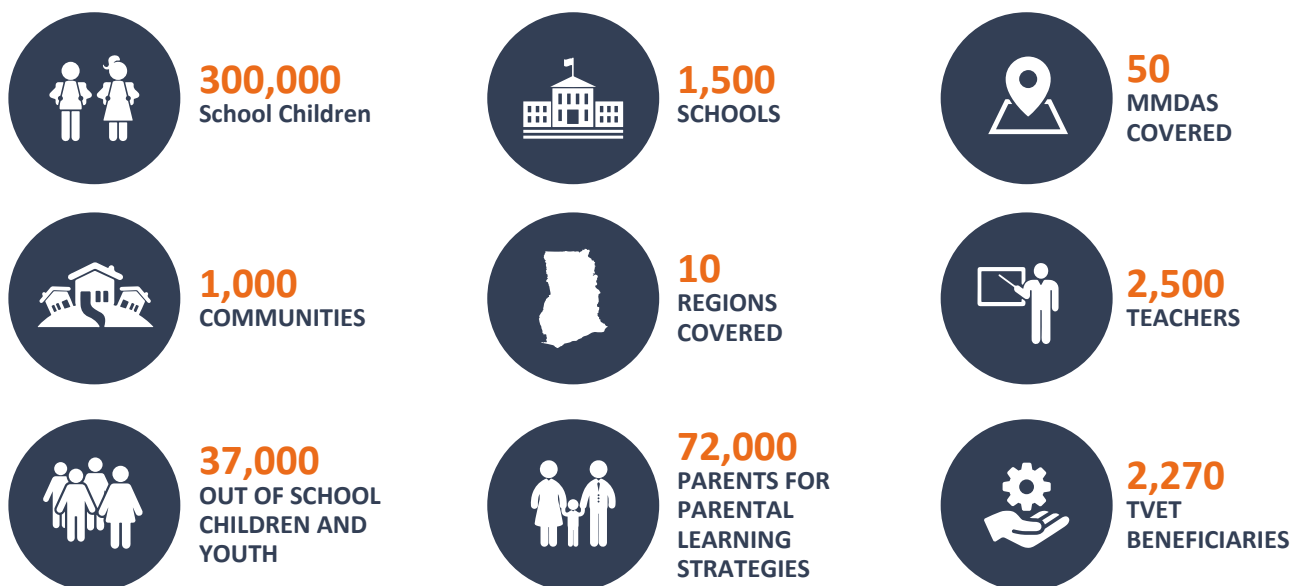 300,000
School Children
1,500
SCHOOLS
50
MMDAS
COVERED
1,000
COMMUNITIES
10
REGIONS
COVERED
2,500
TEACHERS
37,000
OUT OF SCHOOL
CHILDREN AND
YOUTH
72,000
PARENTS FOR
PARENTAL
LEARNING
STRATEGIES
2,270
TVET
BENEFICIARIES